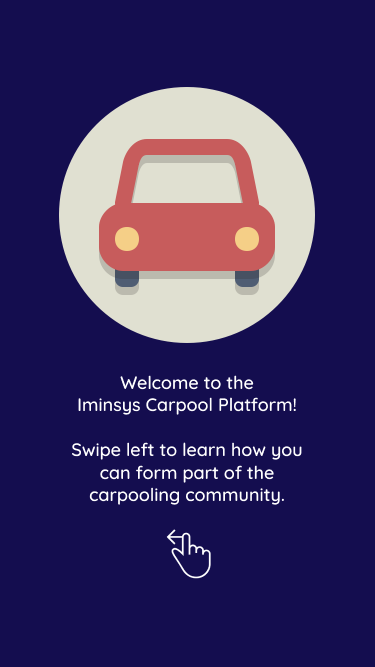 Welcome to the
Iminsys Carpool Platform!
Swipe left to learn how you
can form part of the
carpooling community.